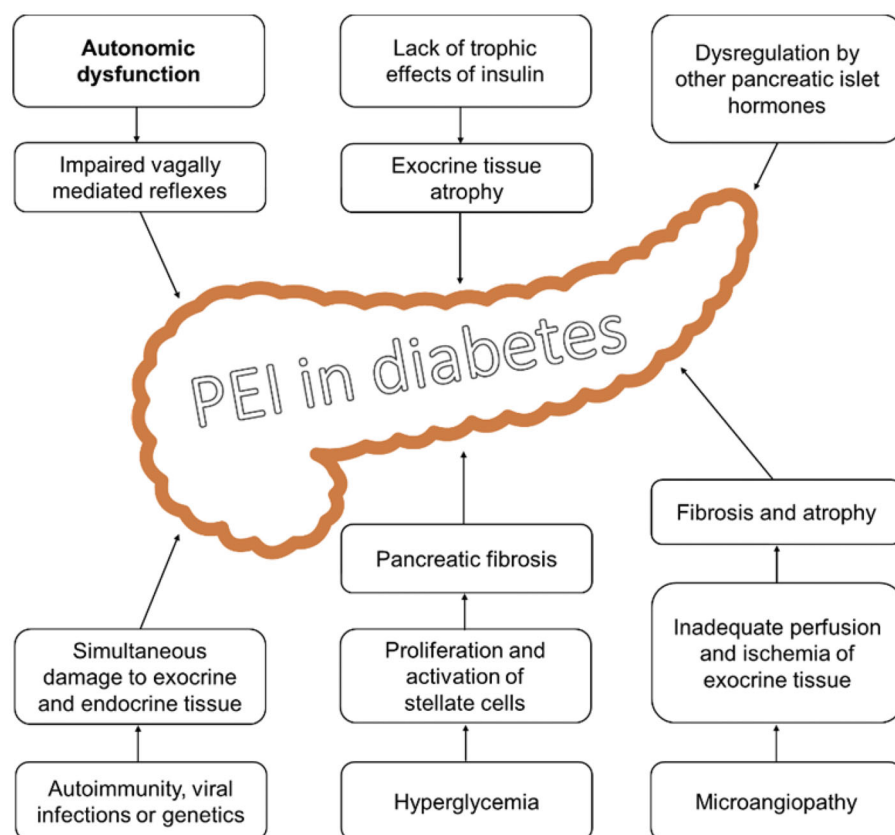 Autonomic
dysfunction
Lack of trophic
effects of insulin
Dysregulation by
other pancreatic islet
hormones
Impaired vagally
mediated reflexes
Exocrine tissue
atrophy
PEI in diabetes
Fibrosis and atrophy
Pancreatic fibrosis
Simultaneous
damage to exocrine
and endocrine tissue
Proliferation and
activation of
stellate cells
Inadequate perfusion
and ischemia of
exocrine tissue
Autoimmunity, viral
infections or genetics
Hyperglycemia
Microangiopathy